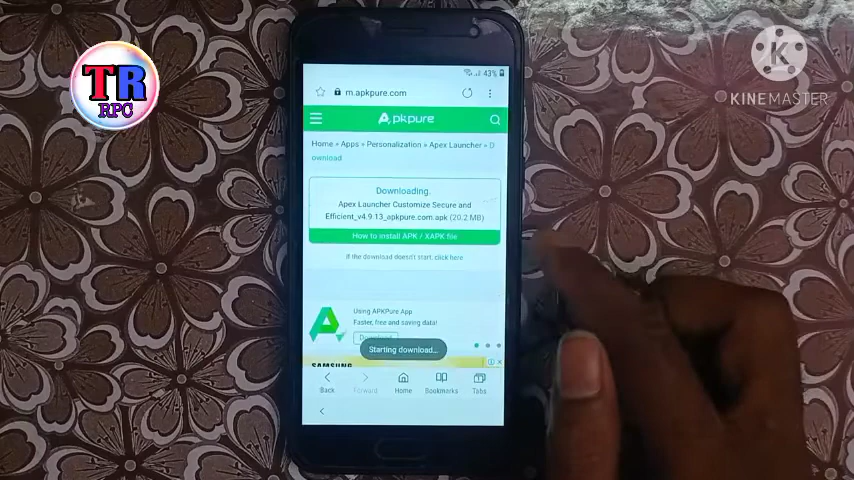 TR
RPC
K
KINEMASTER
43%
m.apkpure.com
Apkpure
Home » Apps » Personalization » Apex Launcher » D
ownload
Downloading.
Apex Launcher Customize Secure and
Efficient_v4.9.13_apkpure.com.apk (20.2 MB)
How to install APK / XAPK file
If the download doesn't start, click here
Using APKPure App
Faster, free and saving data!
Starting download...
SAMSUNG
Back
Forward
Home
Bookmarks
Tabs